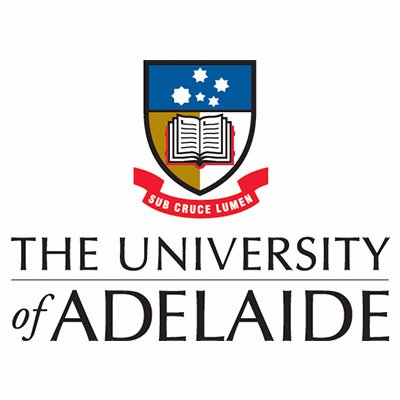 SUB CRUCE LUMEN
THE UNIVERSITY
of ADELAIDE